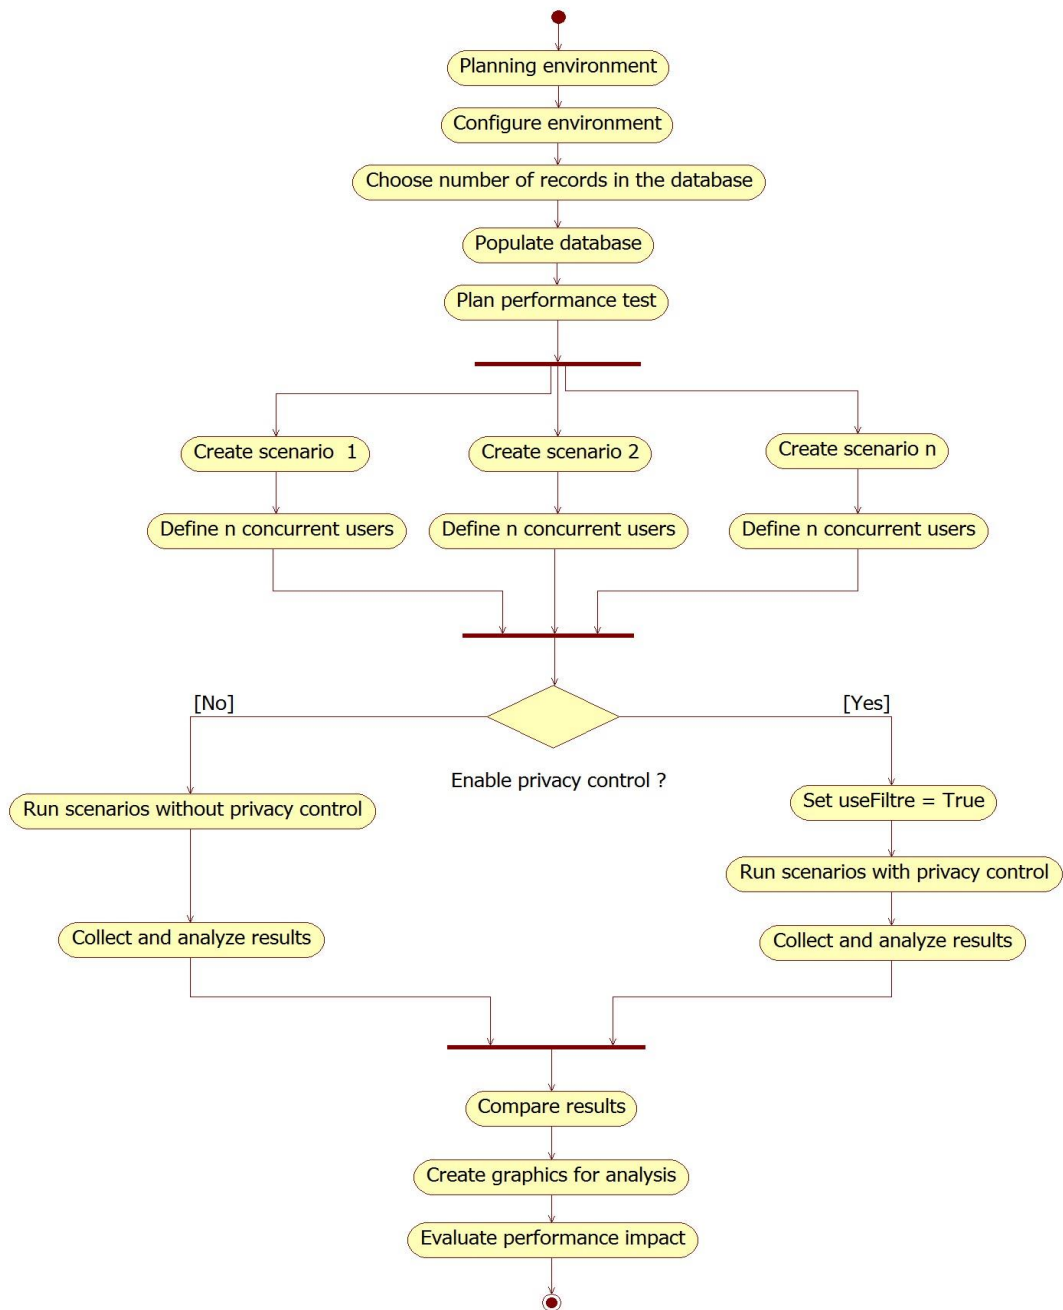 Planning environment
Configure environment
Choose number of records in the database
Populate database
Plan performance test
Create scenario  1
Create scenario 2
Create scenario n
Define n concurrent users
Define n concurrent users
Define n concurrent users
[No]
[Yes]
Enable privacy control ?
Run scenarios without privacy control
Set useFiltre = True
Run scenarios with privacy control
Collect and analyze results
Collect and analyze results
Compare results
Create graphics for analysis
Evaluate performance impact